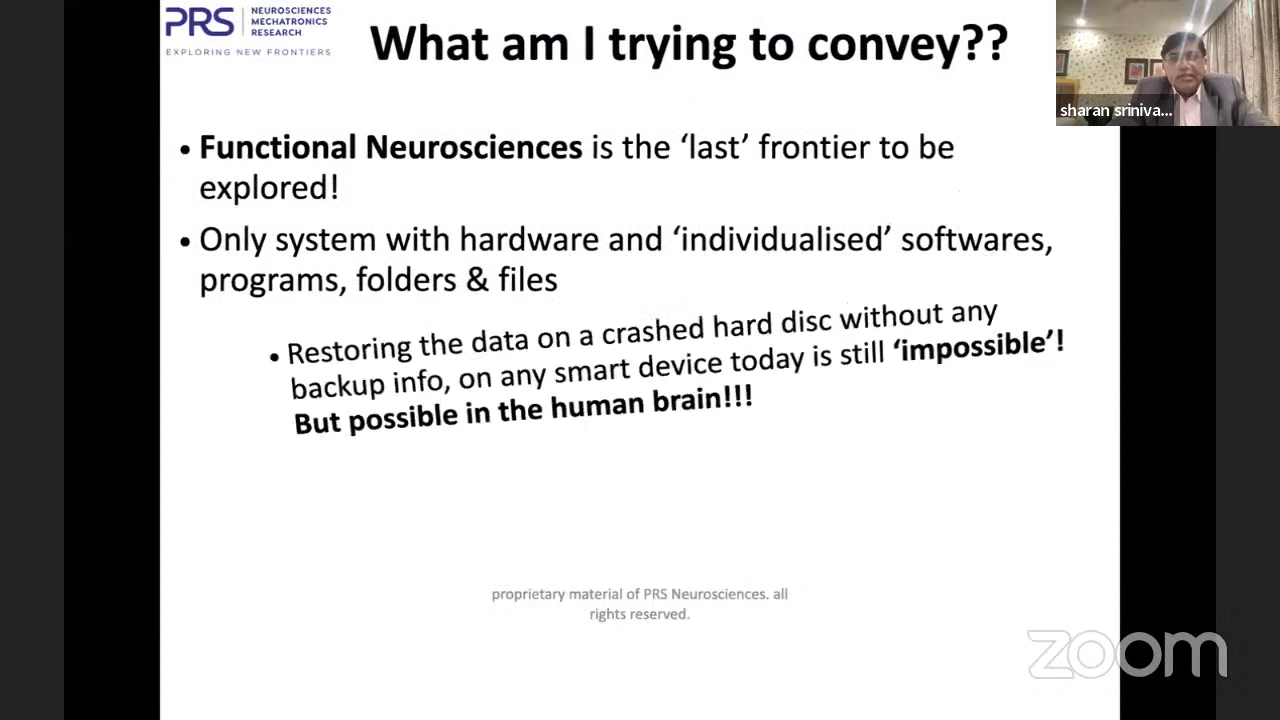 PRS
NEUROSCIENCES
MECHATRONICS
RESEARCH
EXPLORING NEW FRONTIERS
What am I trying to convey??
sharan sriniva...
• Functional Neurosciences is the ‘last’ frontier to be
explored!
• Only system with hardware and ‘individualised’ softwares,
programs, folders & files
• Restoring the data on a crashed hard disc without any
backup info, on any smart device today is still ‘impossible’!
But possible in the human brain!!!
proprietary material of PRS Neurosciences. all
rights reserved.
zoom